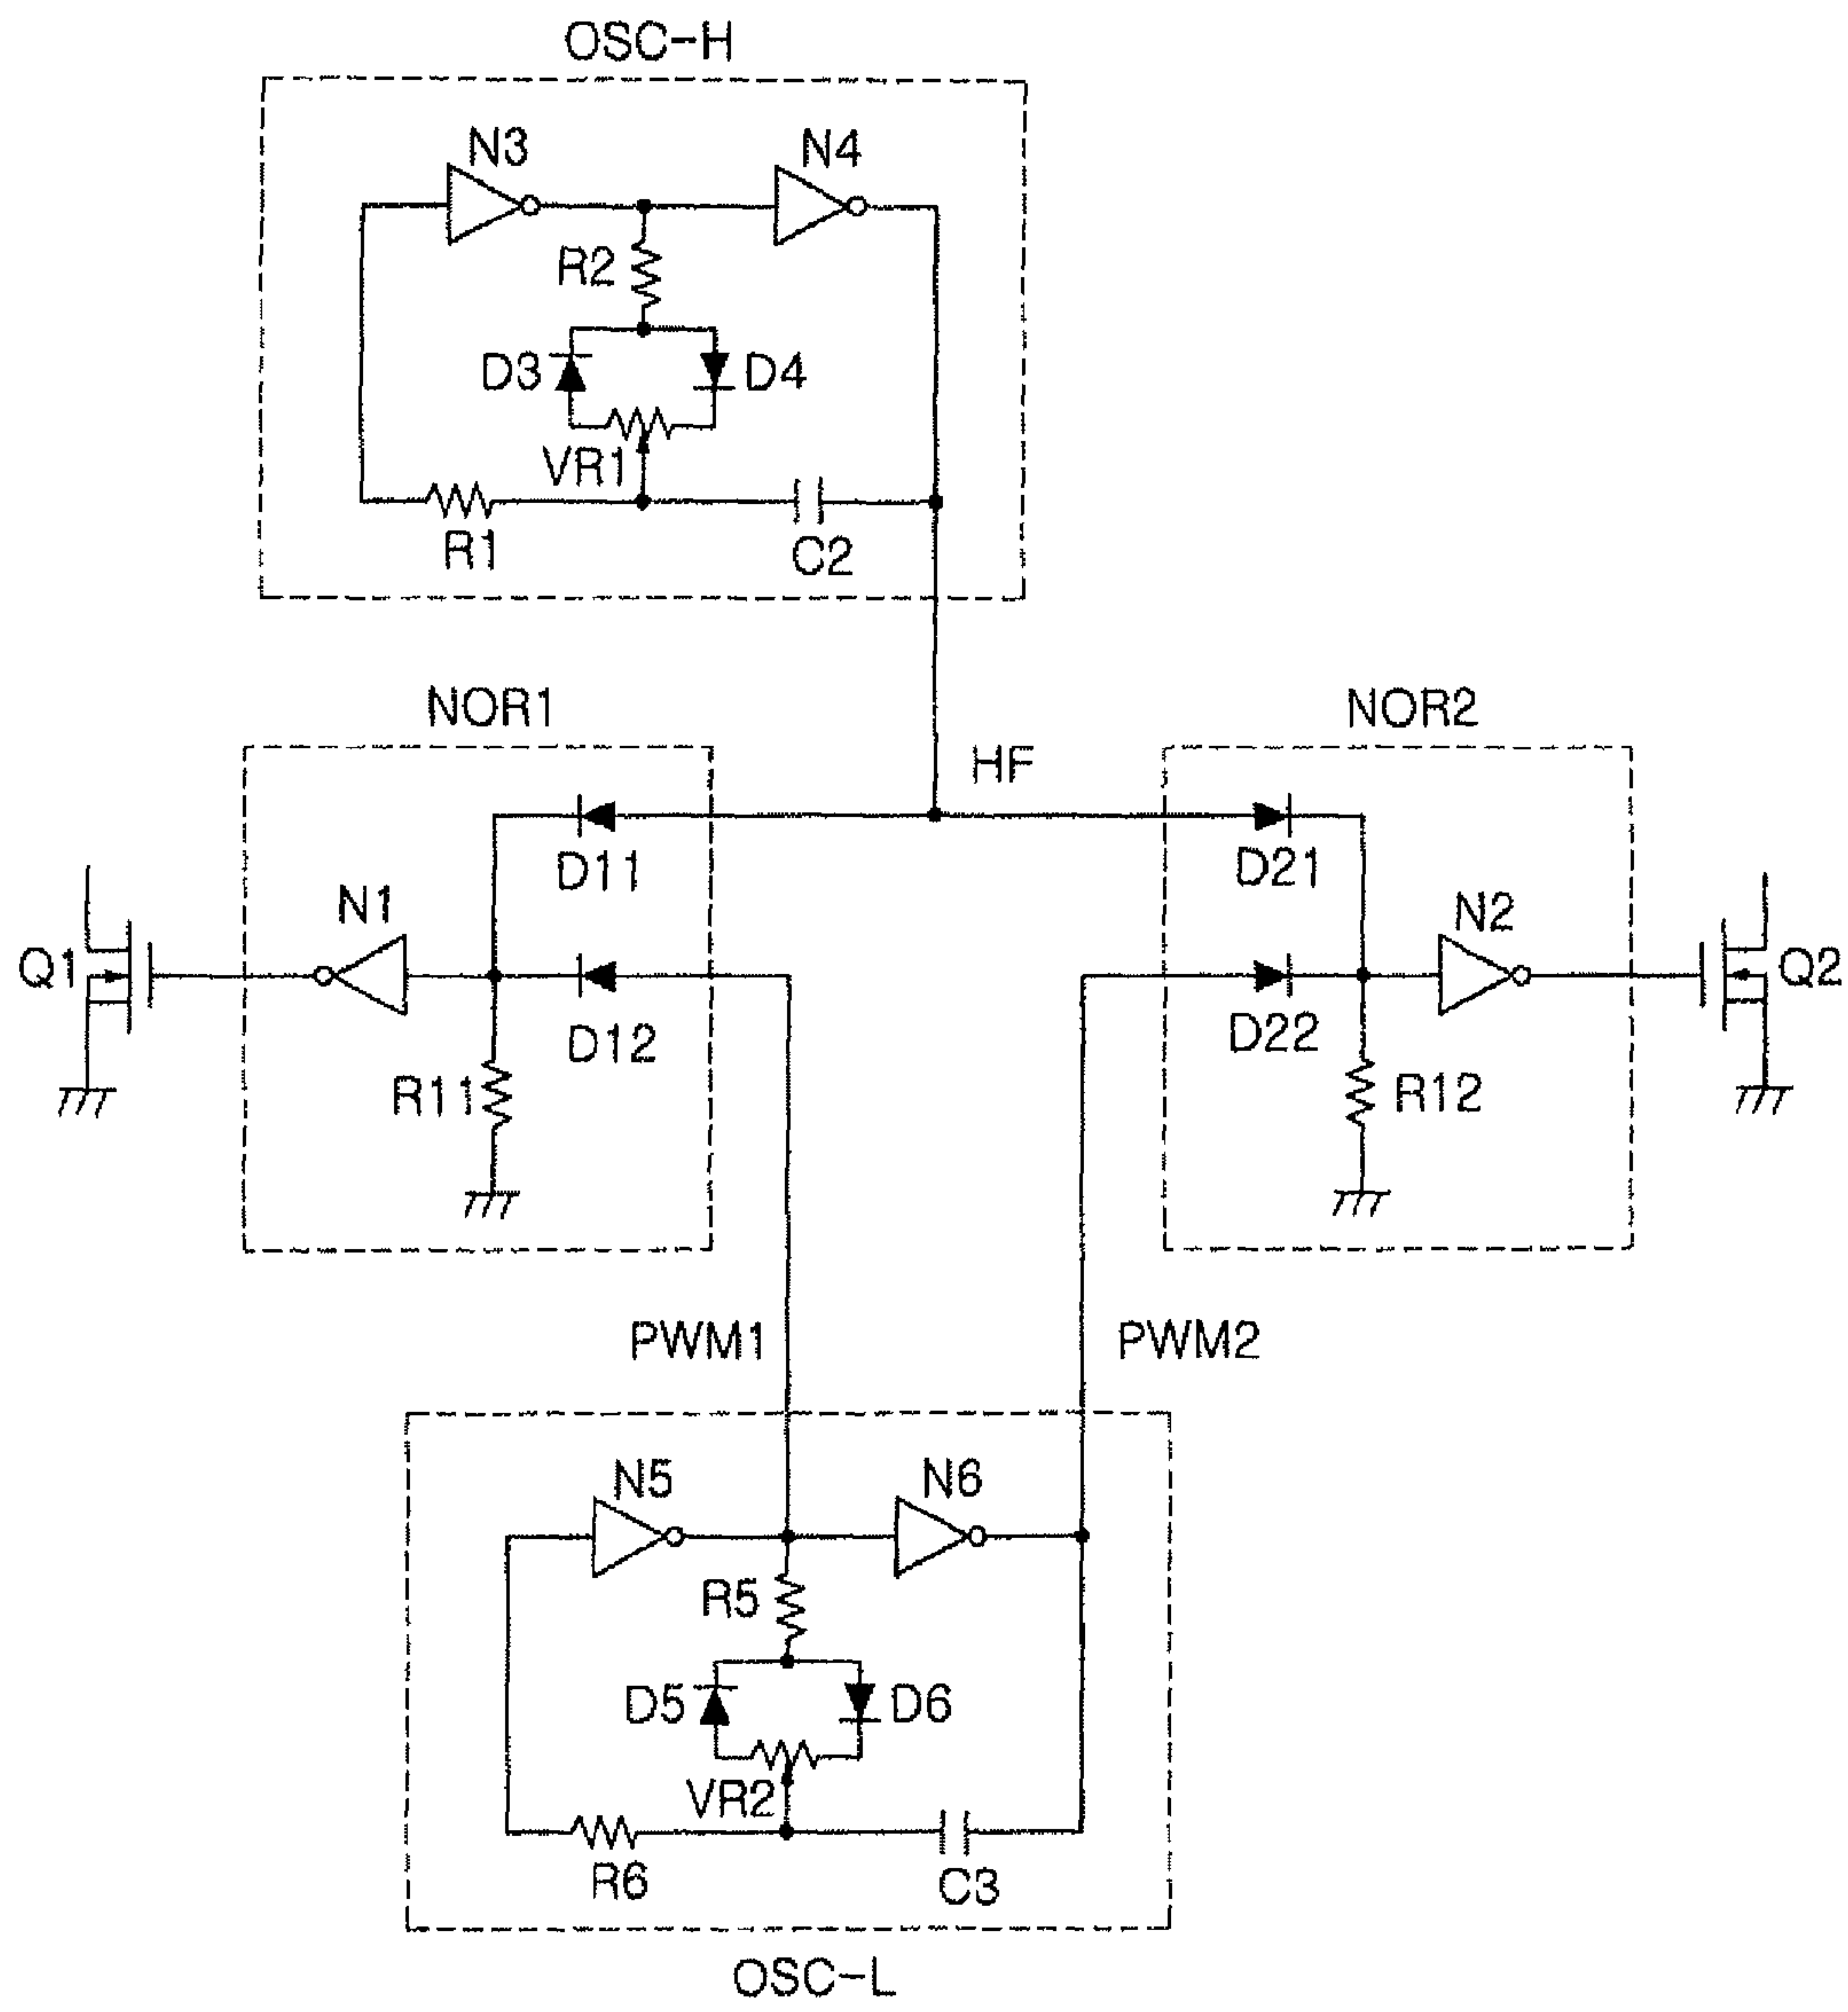 OSC-H
N3
N4
R2
D3
D4
VR1
R1
C2
NOR1
NOR2
HF
D11
D21
N1
N2
Q1
Q2
D12
D22
R11
R12
PWM1
PWM2
N5
N6
R5
D5
D6
VR2
R6
C3
OSC-L